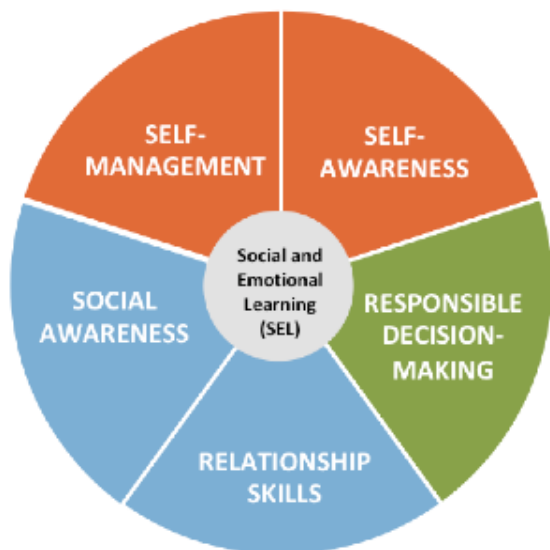 SELF-
MANAGEMENT
SELF-
AWARENESS
Social and
Emotional
Learning
(SEL)
SOCIAL
AWARENESS
RESPONSIBLE
DECISION-
MAKING
RELATIONSHIP
SKILLS